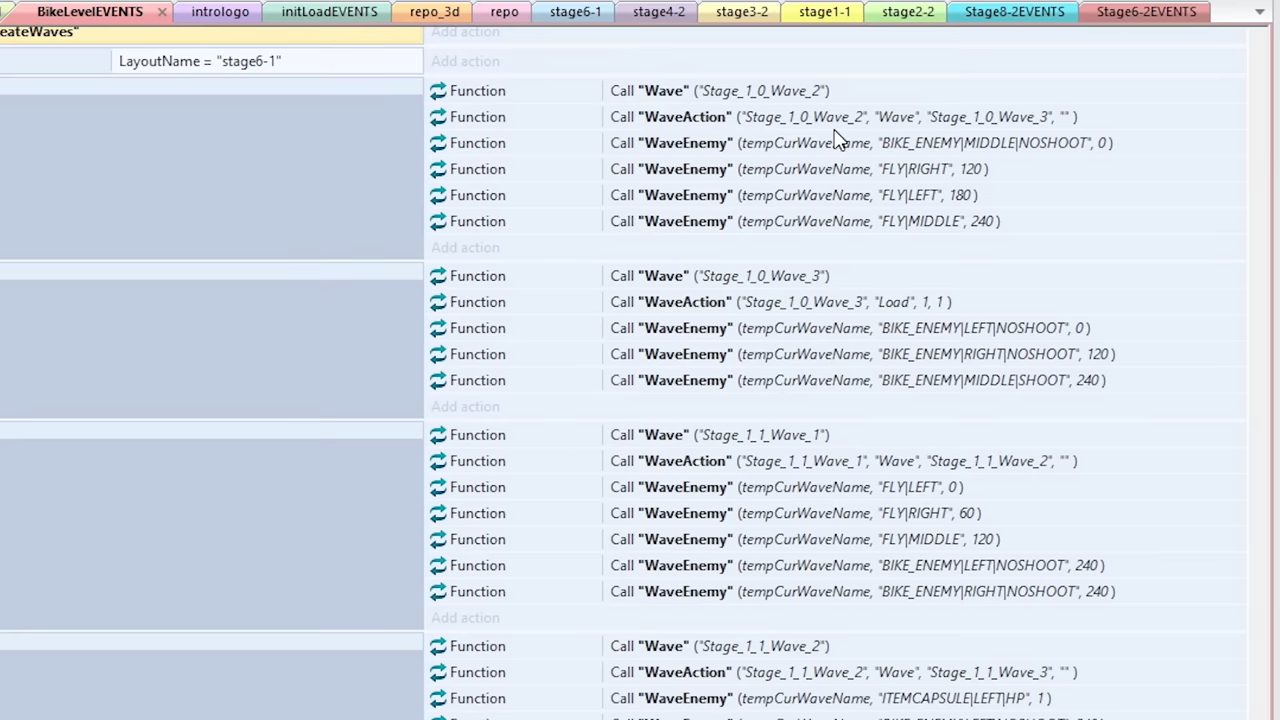 BikeLevelEVENTS intrologo initLoadEVENTS repo_3d repo stage6-1 stage4-2 stage3-2 stage1-1 stage2-2 Stage8-2EVENTS Stage6-2EVENTS
eateWaves" Add action
LayoutName = "stage6-1" Add action
Function Call "Wave" ("Stage_1_0_Wave_2")
Function Call "WaveAction" ("Stage_1_0_Wave_2", "Wave", "Stage_1_0_Wave_3", "" )
Function Call "WaveEnemy" (tempCurWaveName, "BIKE_ENEMY|MIDDLE|NOSHOOT", 0 )
Function Call "WaveEnemy" (tempCurWaveName, "FLY|RIGHT", 120 )
Function Call "WaveEnemy" (tempCurWaveName, "FLY|LEFT", 180 )
Function Call "WaveEnemy" (tempCurWaveName, "FLY|MIDDLE", 240 )
Add action
Function Call "Wave" ("Stage_1_0_Wave_3")
Function Call "WaveAction" ("Stage_1_0_Wave_3", "Load", 1, 1 )
Function Call "WaveEnemy" (tempCurWaveName, "BIKE_ENEMY|LEFT|NOSHOOT", 0 )
Function Call "WaveEnemy" (tempCurWaveName, "BIKE_ENEMY|RIGHT|NOSHOOT", 120 )
Function Call "WaveEnemy" (tempCurWaveName, "BIKE_ENEMY|MIDDLE|SHOOT", 240 )
Add action
Function Call "Wave" ("Stage_1_1_Wave_1")
Function Call "WaveAction" ("Stage_1_1_Wave_1", "Wave", "Stage_1_1_Wave_2", "" )
Function Call "WaveEnemy" (tempCurWaveName, "FLY|LEFT", 0 )
Function Call "WaveEnemy" (tempCurWaveName, "FLY|RIGHT", 60 )
Function Call "WaveEnemy" (tempCurWaveName, "FLY|MIDDLE", 120 )
Function Call "WaveEnemy" (tempCurWaveName, "BIKE_ENEMY|LEFT|NOSHOOT", 240 )
Function Call "WaveEnemy" (tempCurWaveName, "BIKE_ENEMY|RIGHT|NOSHOOT", 240 )
Add action
Function Call "Wave" ("Stage_1_1_Wave_2")
Function Call "WaveAction" ("Stage_1_1_Wave_2", "Wave", "Stage_1_1_Wave_3", "" )
Function Call "WaveEnemy" (tempCurWaveName, "ITEMCAPSULE|LEFT|HP", 1 )